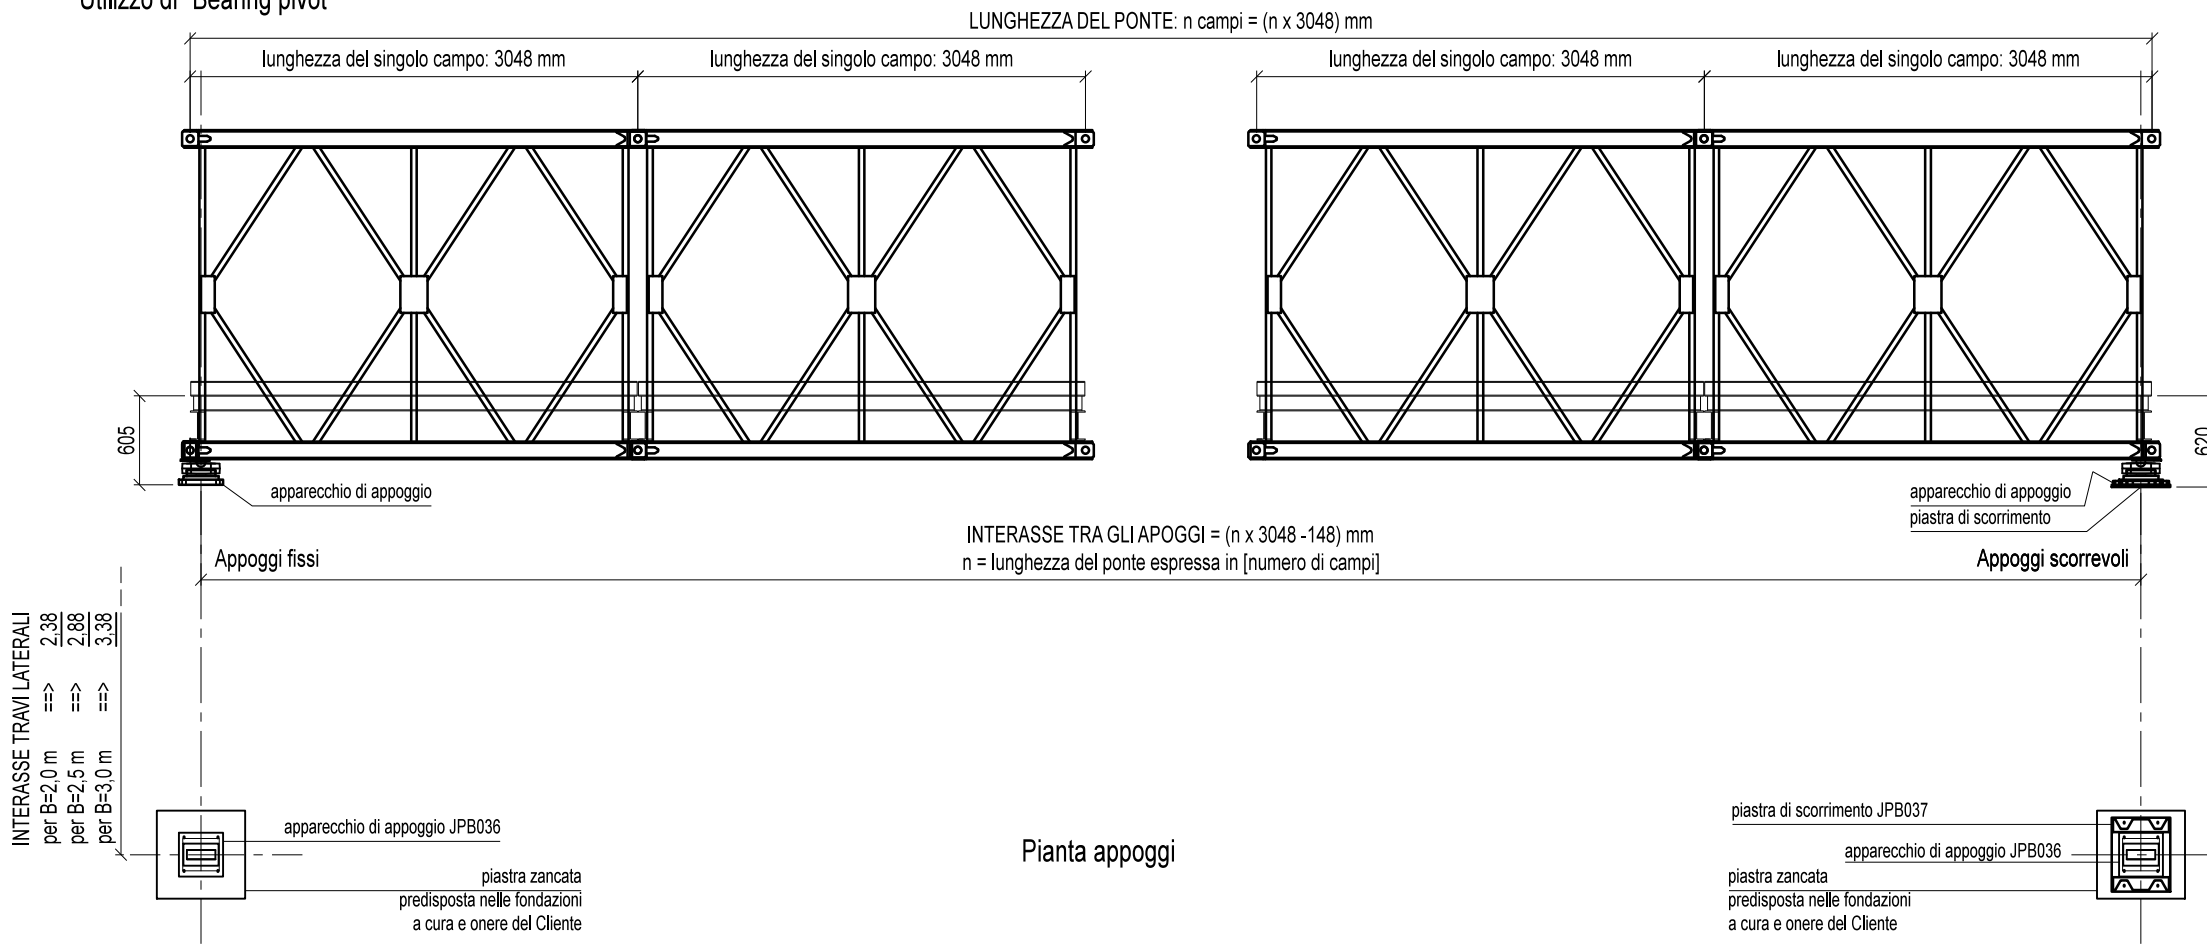 Utilizzo di "Bearing pivot"
LUNGHEZZA DEL PONTE: n campi = (n x 3048) mm
lunghezza del singolo campo: 3048 mm
lunghezza del singolo campo: 3048 mm
lunghezza del singolo campo: 3048 mm
lunghezza del singolo campo: 3048 mm
605
620
apparecchio di appoggio
apparecchio di appoggio
piastra di scorrimento
INTERASSE TRA GLI APOGGI = (n x 3048 -148) mm
n = lunghezza del ponte espressa in [numero di campi]
Appoggi fissi
Appoggi scorrevoli
INTERASSE TRAVI LATERALI
per B=2,0 m ==> 2,38
per B=2,5 m ==> 2,88
per B=3,0 m ==> 3,38
apparecchio di appoggio JPB036
piastra zancata
predisposta nelle fondazioni
a cura e onere del Cliente
Pianta appoggi
piastra di scorrimento JPB037
apparecchio di appoggio JPB036
piastra zancata
predisposta nelle fondazioni
a cura e onere del Cliente